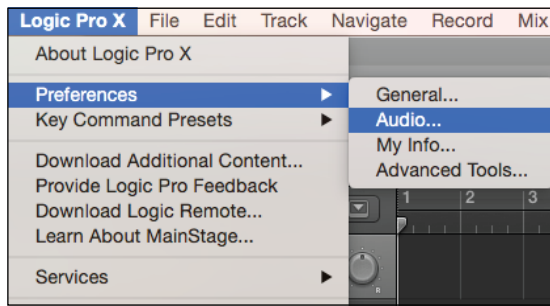 Logic Pro X File Edit Track Navigate Record Mix
About Logic Pro X
Preferences
Key Command Presets
Download Additional Content...
Provide Logic Pro Feedback
Download Logic Remote...
Learn About MainStage...
Services
General...
Audio...
My Info...
Advanced Tools...
1 2 3
R